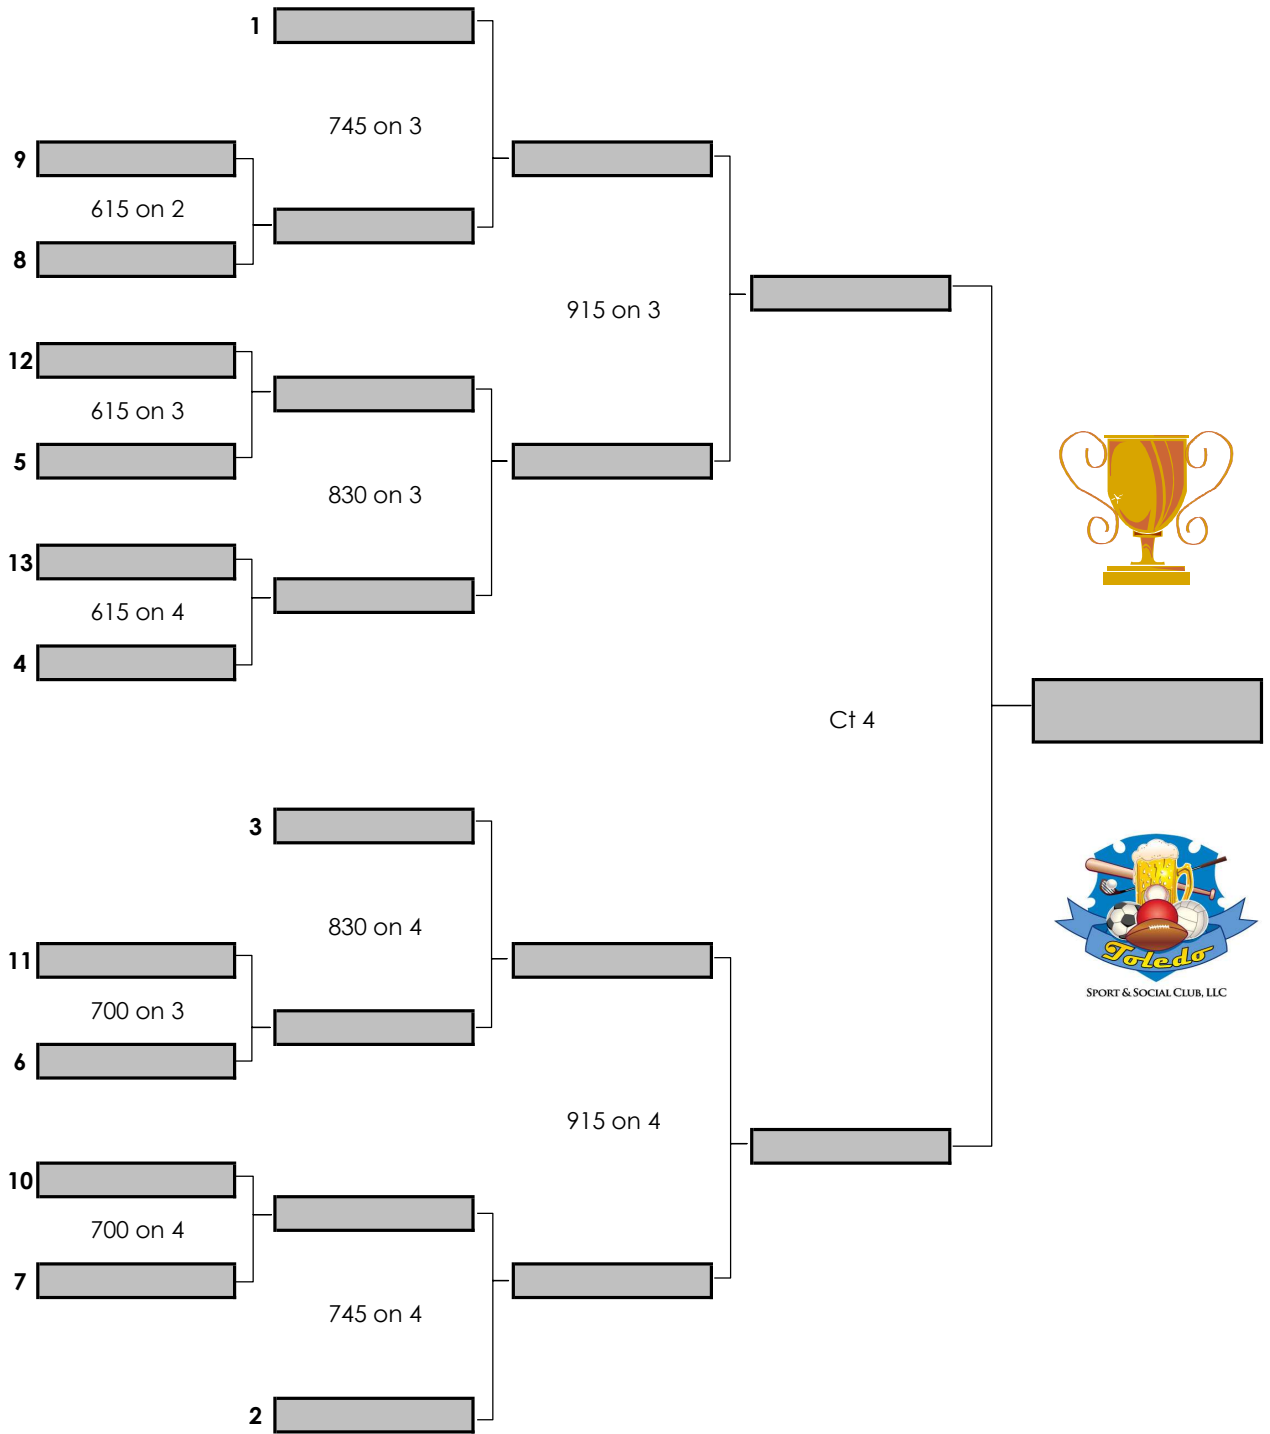 1
745 on 3
9
615 on 2
8
915 on 3
12
615 on 3
5
830 on 3
13
615 on 4
4
Ct 4
3
830 on 4
11
700 on 3
6
915 on 4
10
700 on 4
7
745 on 4
2
Toledo
SPORT & SOCIAL CLUB, LLC